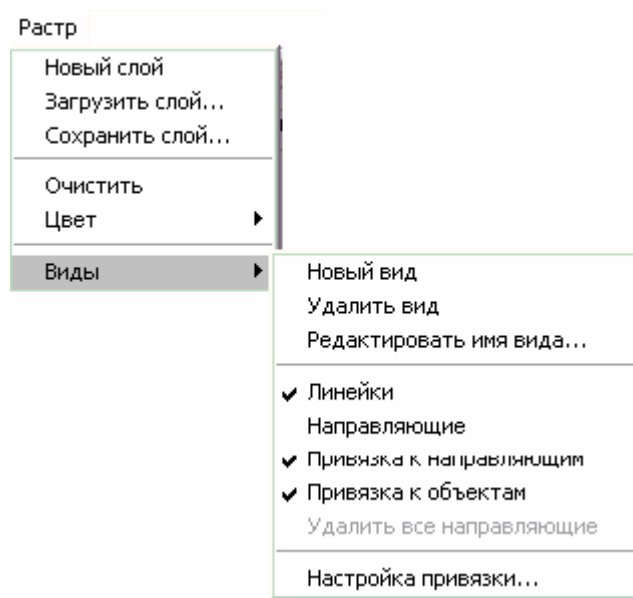 Растр
Новый слой
Загрузить слой...
Сохранить слой...
Очистить
Цвет
Виды
Новый вид
Удалить вид
Редактировать имя вида...
Линейки
Направляющие
Привязка к направляющим
Привязка к объектам
Удалить все направляющие
Настройка привязки...